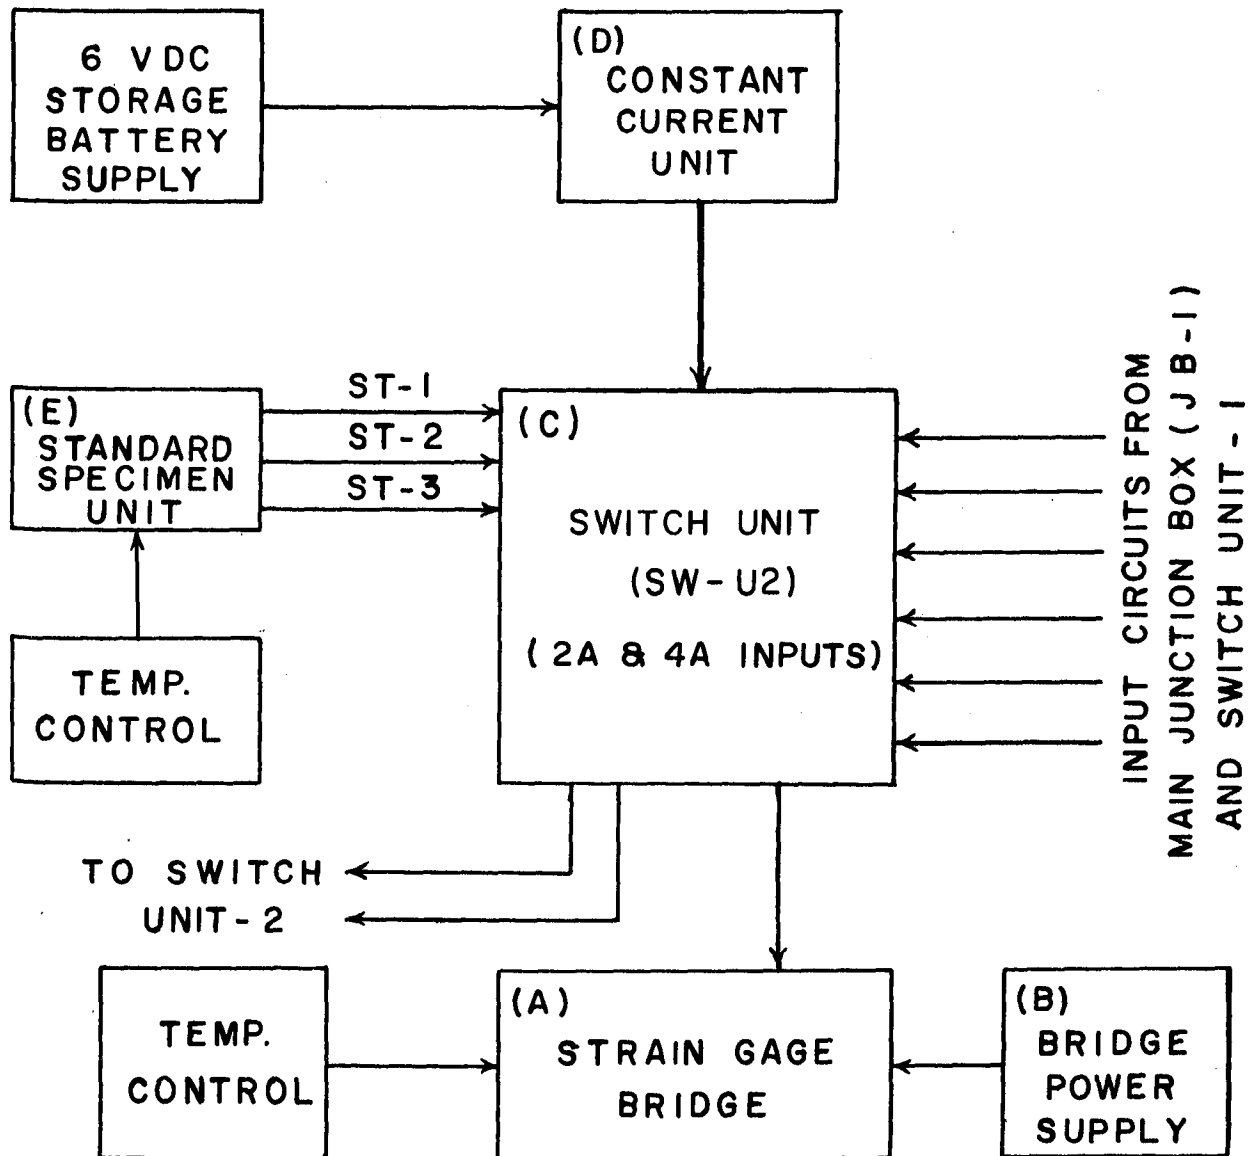 6 VDC
STORAGE
BATTERY
SUPPLY
(D)
CONSTANT
CURRENT
UNIT
(E)
STANDARD
SPECIMEN
UNIT
ST-1
ST-2
ST-3
(C)
SWITCH UNIT
(SW-U2)
(2A & 4A INPUTS)
INPUT CIRCUITS FROM
MAIN JUNCTION BOX (JB-1)
AND SWITCH UNIT-1
TEMP.
CONTROL
TO SWITCH
UNIT-2
TEMP.
CONTROL
(A)
STRAIN GAGE
BRIDGE
(B)
BRIDGE
POWER
SUPPLY